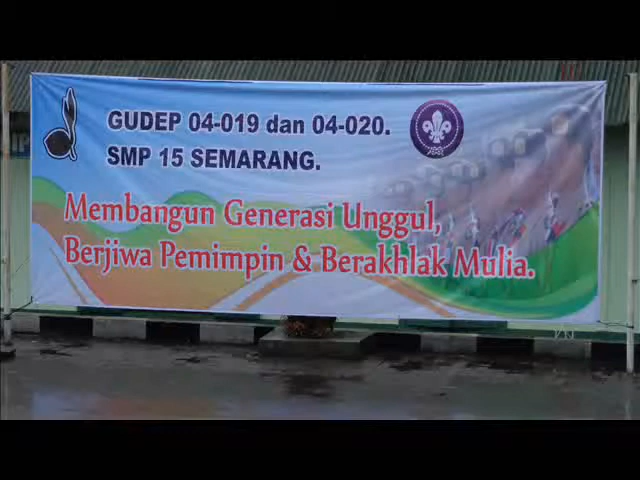 GUDEP 04-019 dan 04-020.
SMP 15 SEMARANG.
Membangun Generasi Unggul,
Berjiwa Pemimpin & Berakhlak Mulia.